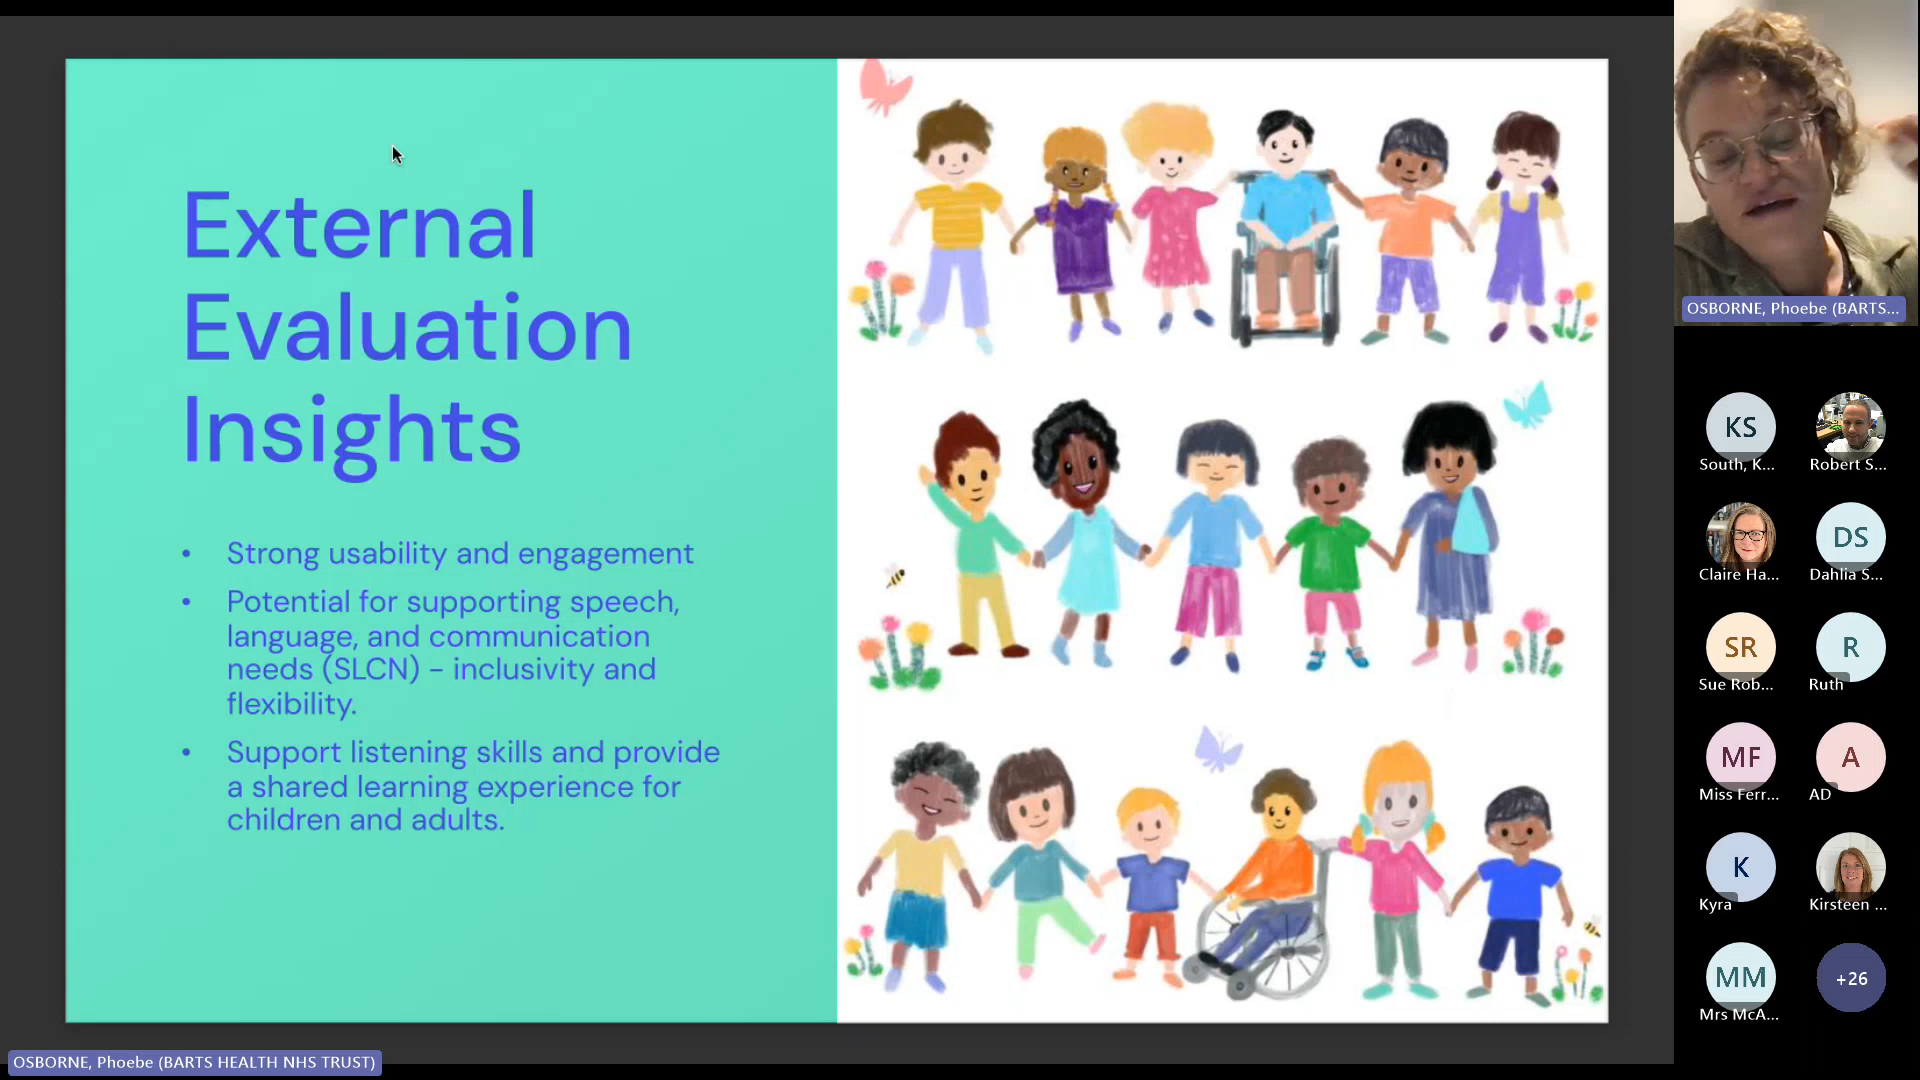 External
Evaluation
Insights
• Strong usability and engagement
• Potential for supporting speech,
language, and communication
needs (SLCN) – inclusivity and
flexibility.
• Support listening skills and provide
a shared learning experience for
children and adults.
OSBORNE, Phoebe (BARTS HEALTH NHS TRUST)
OSBORNE, Phoebe (BARTS...
KS
South, K...
Robert S...
Claire Ha...
DS
Dahlia S...
SR
Sue Rob...
R
Ruth
MF
Miss Ferr...
A
AD
K
Kyra
Kirsteen ...
MM
Mrs McA...
+26